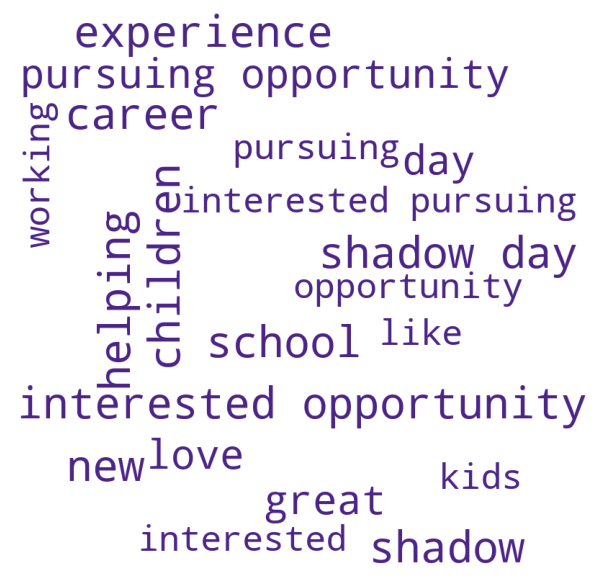 experience
pursuing opportunity
career
working
pursuing
day
children
interested pursuing
helping
shadow day
opportunity
like
school
interested opportunity
love
new
kids
great
interested
shadow